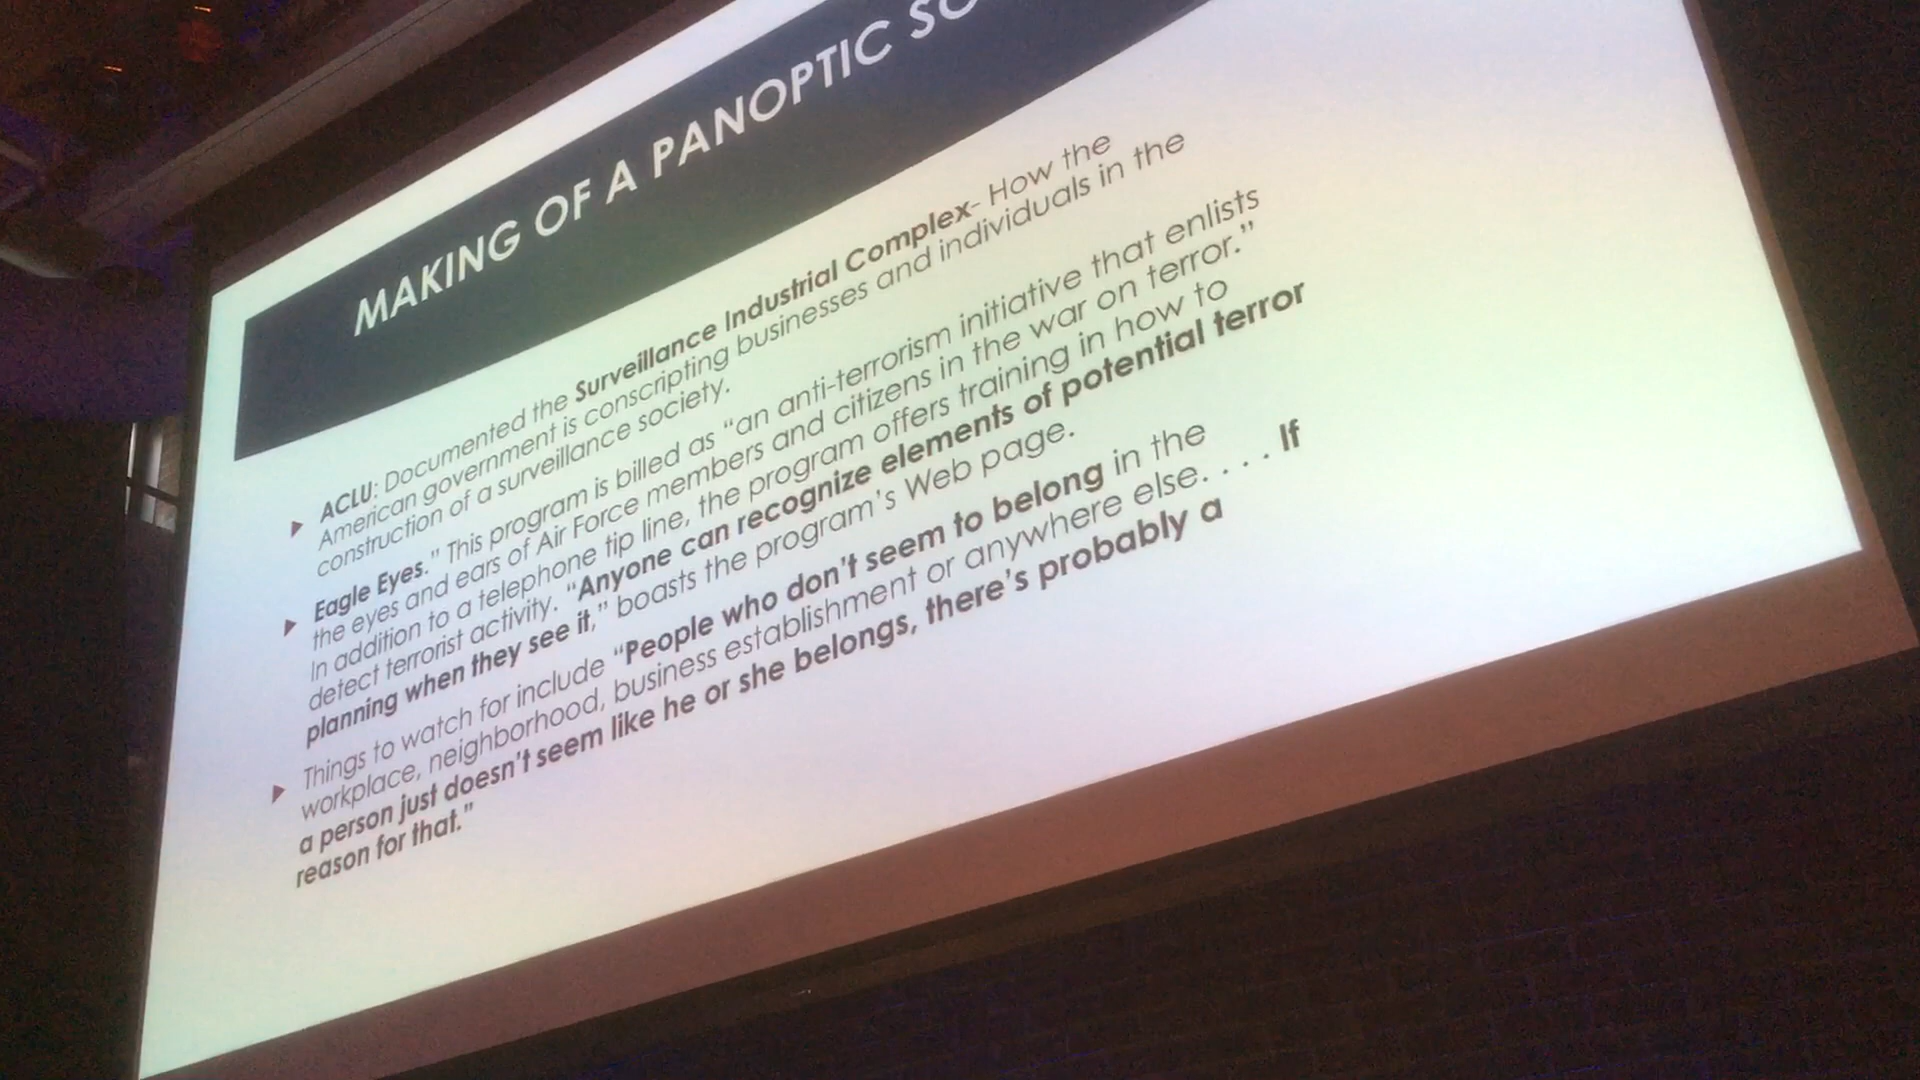 MAKING OF A PANOPTIC SO
ACLU: Documented the Surveillance Industrial Complex- How the
American government is conscripting businesses and individuals in the
construction of a surveillance society.
Eagle Eyes." This program is billed as "an anti-terrorism initiative that enlists
the eyes and ears of Air Force members and citizens in the war on terror."
In addition to a telephone tip line, the program offers training in how to
detect terrorist activity. "Anyone can recognize elements of potential terror
planning when they see it," boasts the program's Web page.
Things to watch for include "People who don't seem to belong in the
workplace, neighborhood, business establishment or anywhere else. . . . If
a person just doesn't seem like he or she belongs, there's probably a
reason for that."